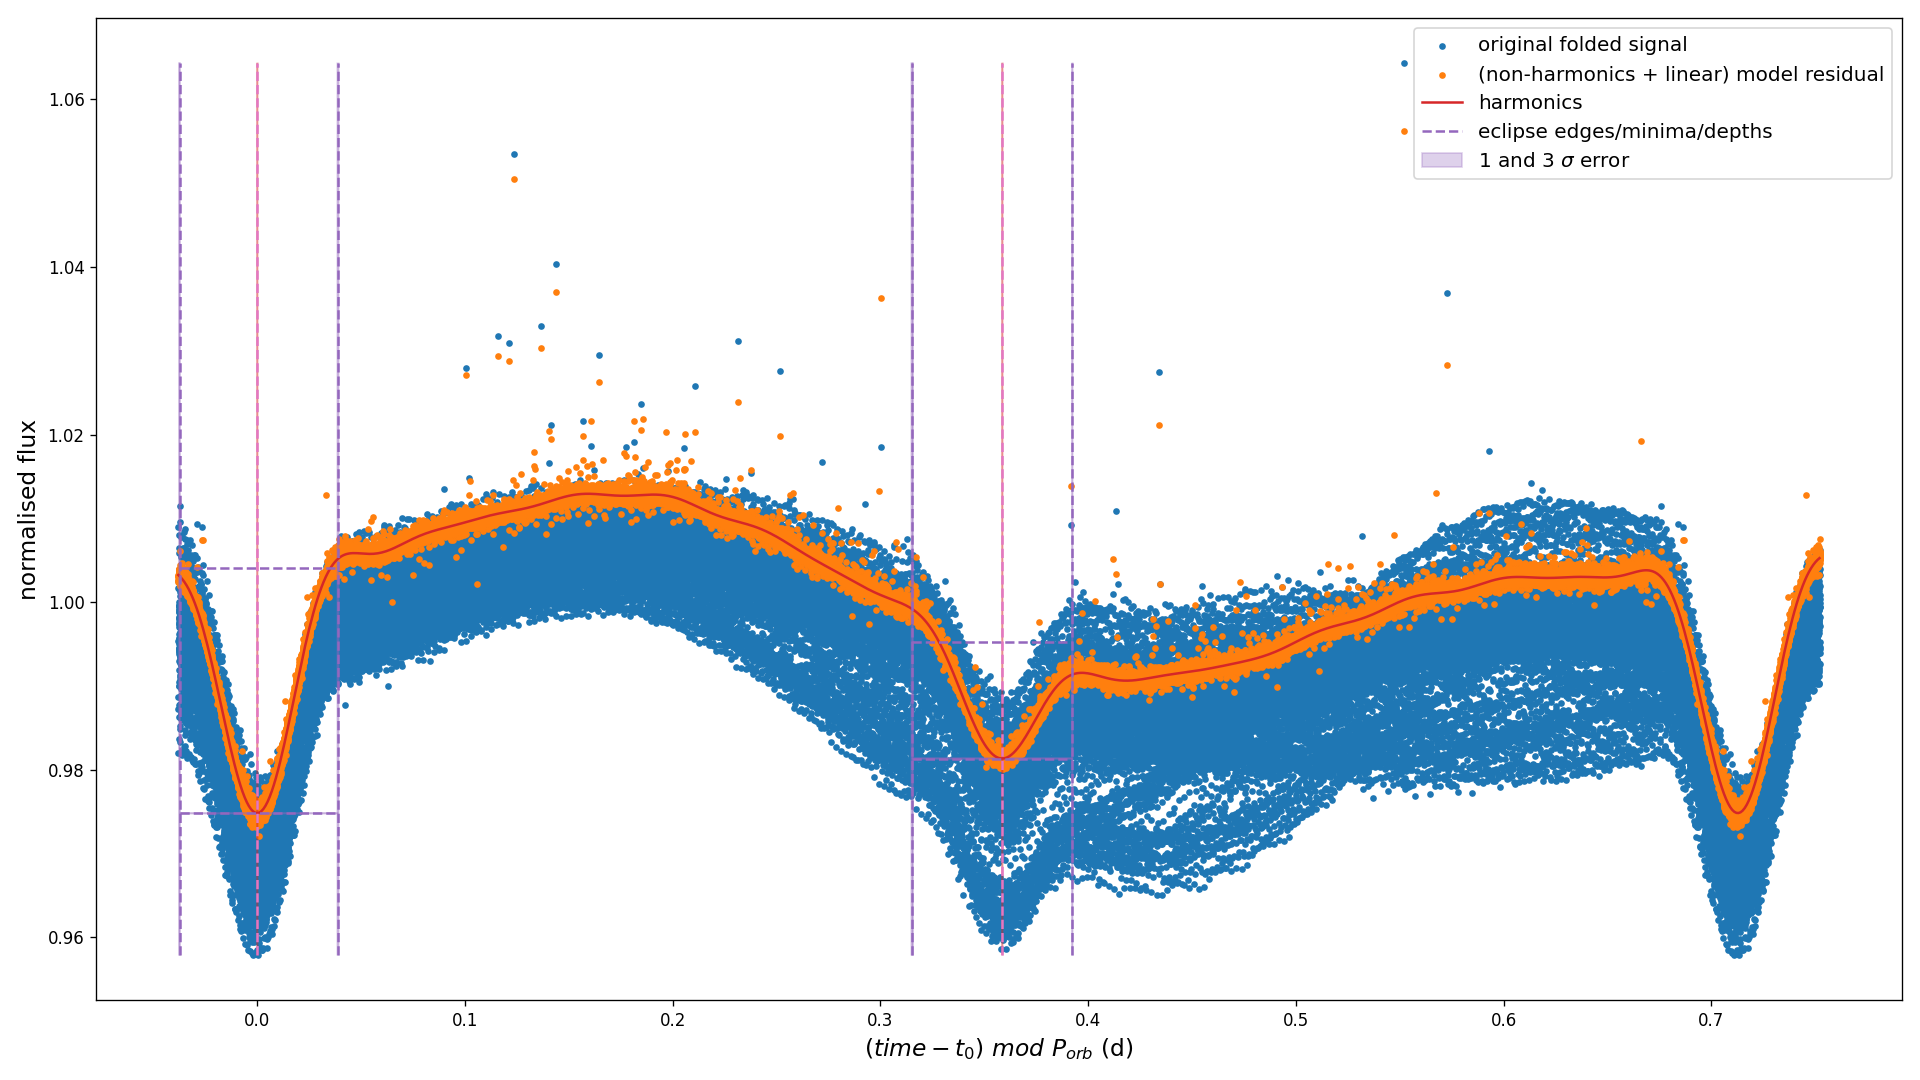 original folded signal
(non-harmonics + linear) model residual
harmonics
eclipse edges/minima/depths
1 and 3 σ error
normalised flux
1.06
1.04
1.02
1.00
0.98
0.96
0.0 0.1 0.2 0.3 0.4 0.5 0.6 0.7
(time − t₀) mod Pₒᵣb (d)